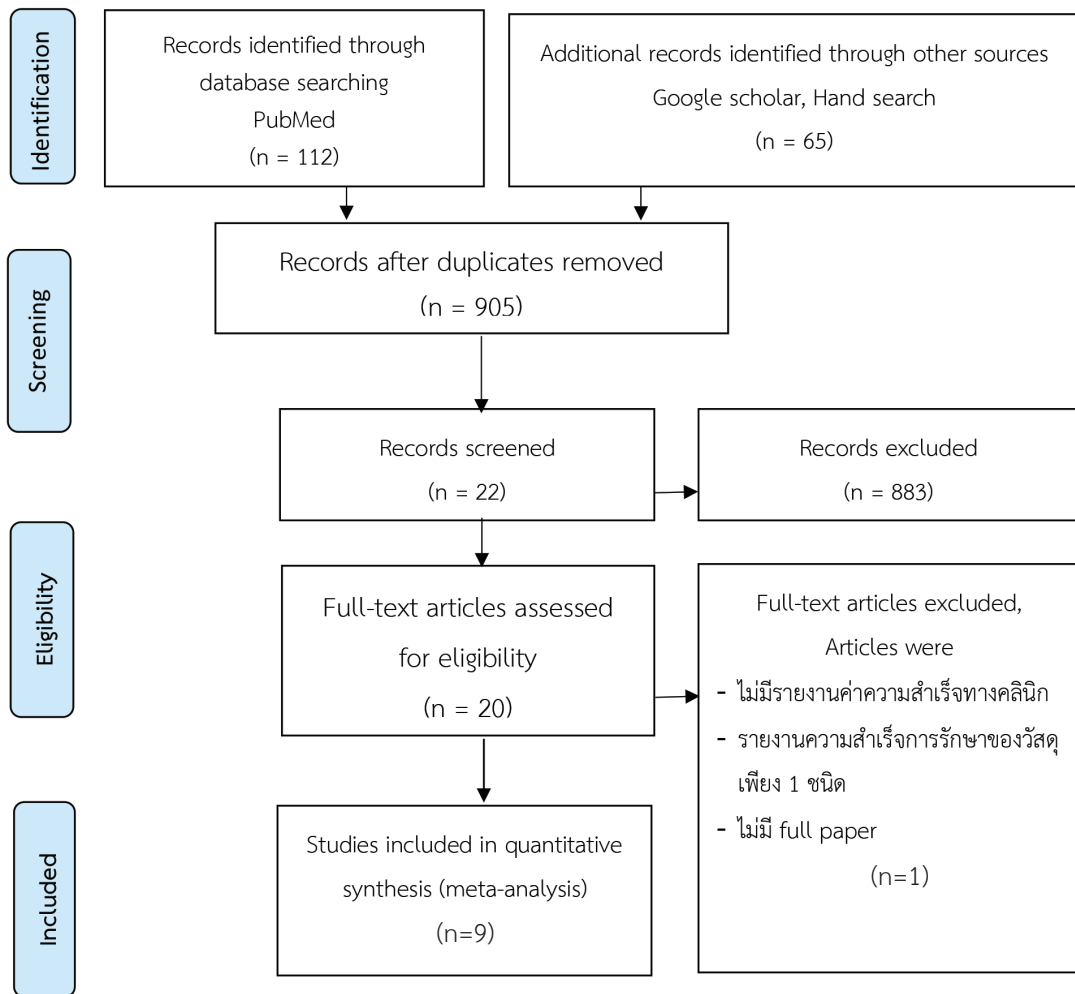 Identification
Records identified through
database searching
PubMed
(n = 112)
Additional records identified through other sources
Google scholar, Hand search
(n = 65)
Screening
Records after duplicates removed
(n = 905)
Records screened
(n = 22)
Records excluded
(n = 883)
Eligibility
Full-text articles assessed
for eligibility
(n = 20)
Full-text articles excluded,
Articles were
- ไม่มีรายงานค่าความสำเร็จทางคลินิก
- รายงานความสำเร็จการรักษาของวัสดุ
เพียง 1 ชนิด
- ไม่มี full paper
(n=1)
Included
Studies included in quantitative
synthesis (meta-analysis)
(n=9)